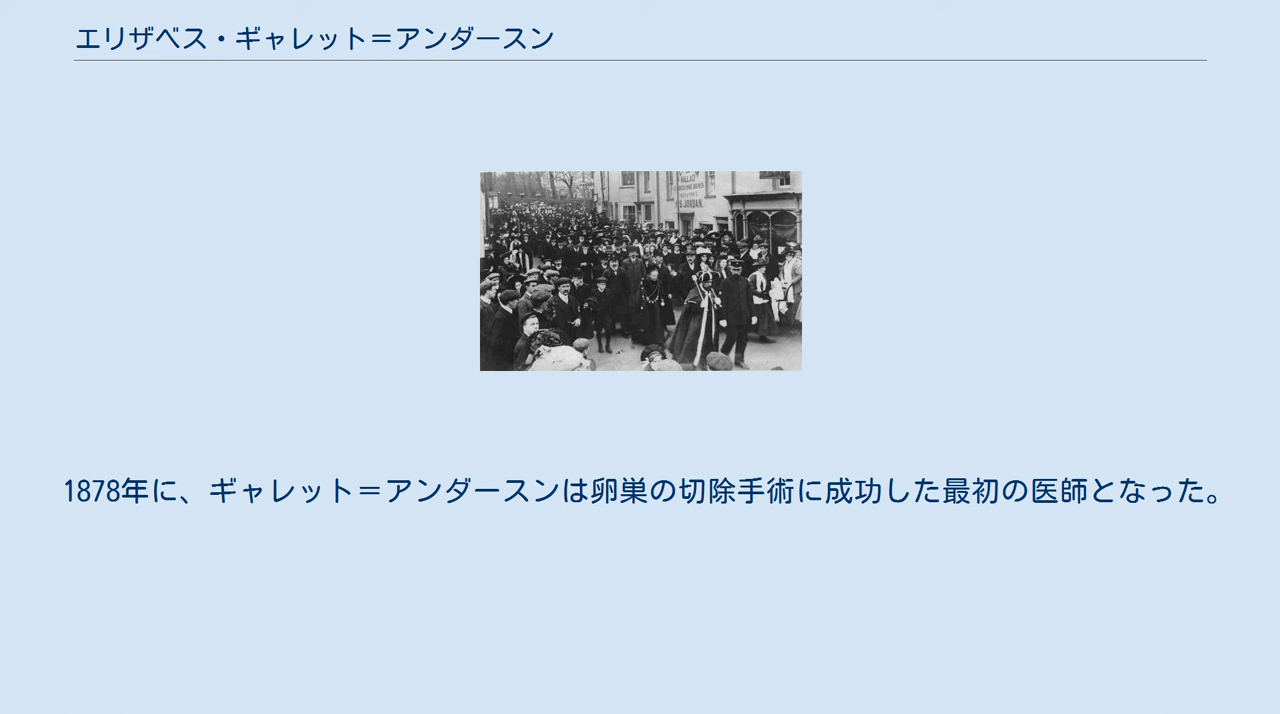 エリザベス・ギャレット＝アンダースン
S.JORDAN.
1878年に、ギャレット＝アンダースンは卵巣の切除手術に成功した最初の医師となった。